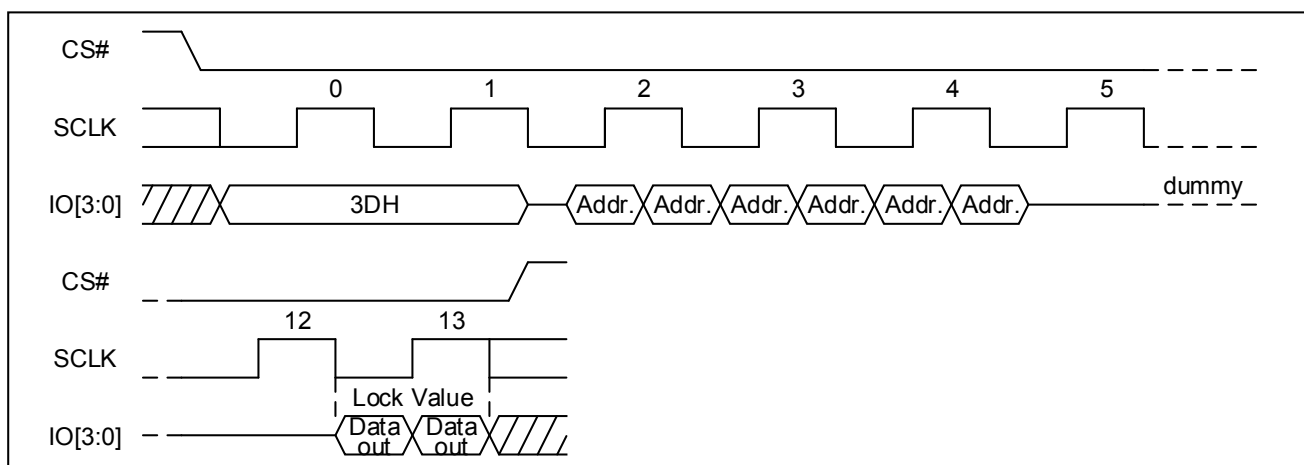 CS#
0 1 2 3 4 5
SCLK
dummy
IO[3:0] 3DH Addr. Addr. Addr. Addr. Addr. Addr.
CS#
12 13
SCLK
Lock Value
IO[3:0] Data out Data out